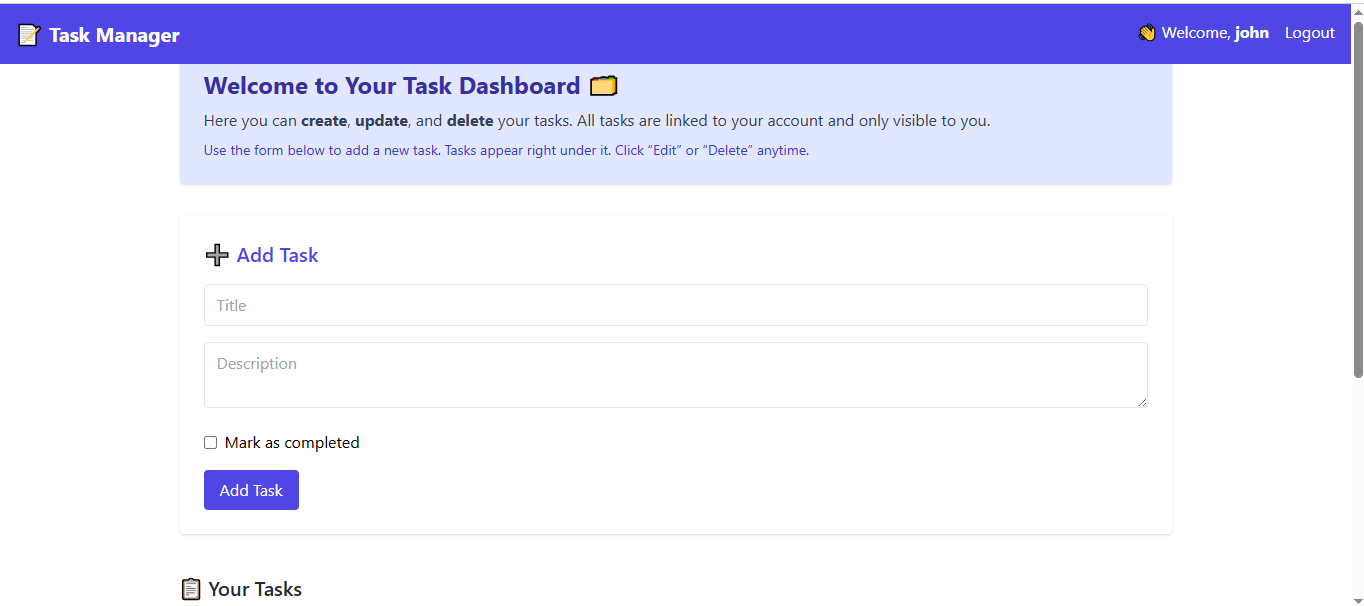 📝 Task Manager
👋 Welcome, john Logout
Welcome to Your Task Dashboard 🗂️
Here you can create, update, and delete your tasks. All tasks are linked to your account and only visible to you.
Use the form below to add a new task. Tasks appear right under it. Click “Edit” or “Delete” anytime.
➕ Add Task
Title
Description
Mark as completed
Add Task
📋 Your Tasks